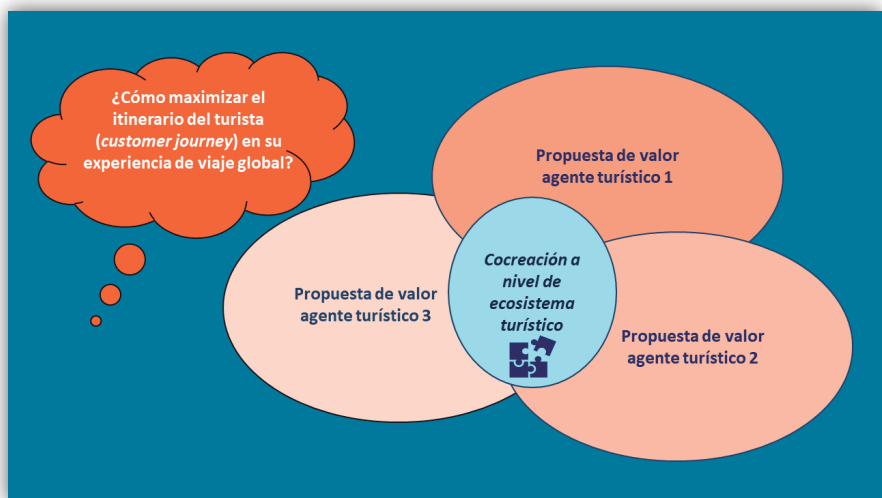 ¿Cómo maximizar el
itinerario del turista
(customer journey) en su
experiencia de viaje global?
Propuesta de valor
agente turístico 1
Cocreación a
nivel de
ecosistema
turístico
Propuesta de valor
agente turístico 3
Propuesta de valor
agente turístico 2